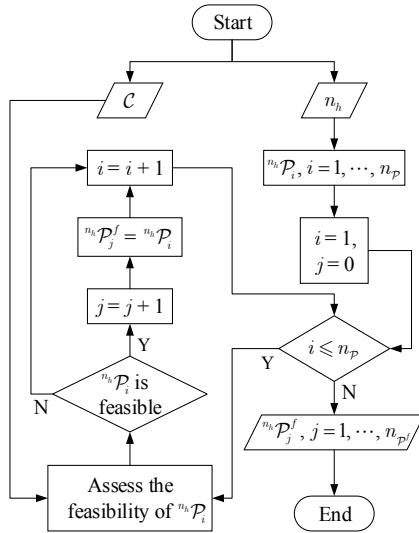 Start
𝒞
n_h
i = i + 1
^{n_h}𝒫_i, i = 1, ⋯, n_𝒫
^{n_h}𝒫_j^f = ^{n_h}𝒫_i
i = 1,
j = 0
j = j + 1
i ⩽ n_𝒫
Y
Y
N
^{n_h}𝒫_i is
feasible
N
^{n_h}𝒫_j^f, j = 1, ⋯, n_{𝒫^f}
Assess the
feasibility of ^{n_h}𝒫_i
End